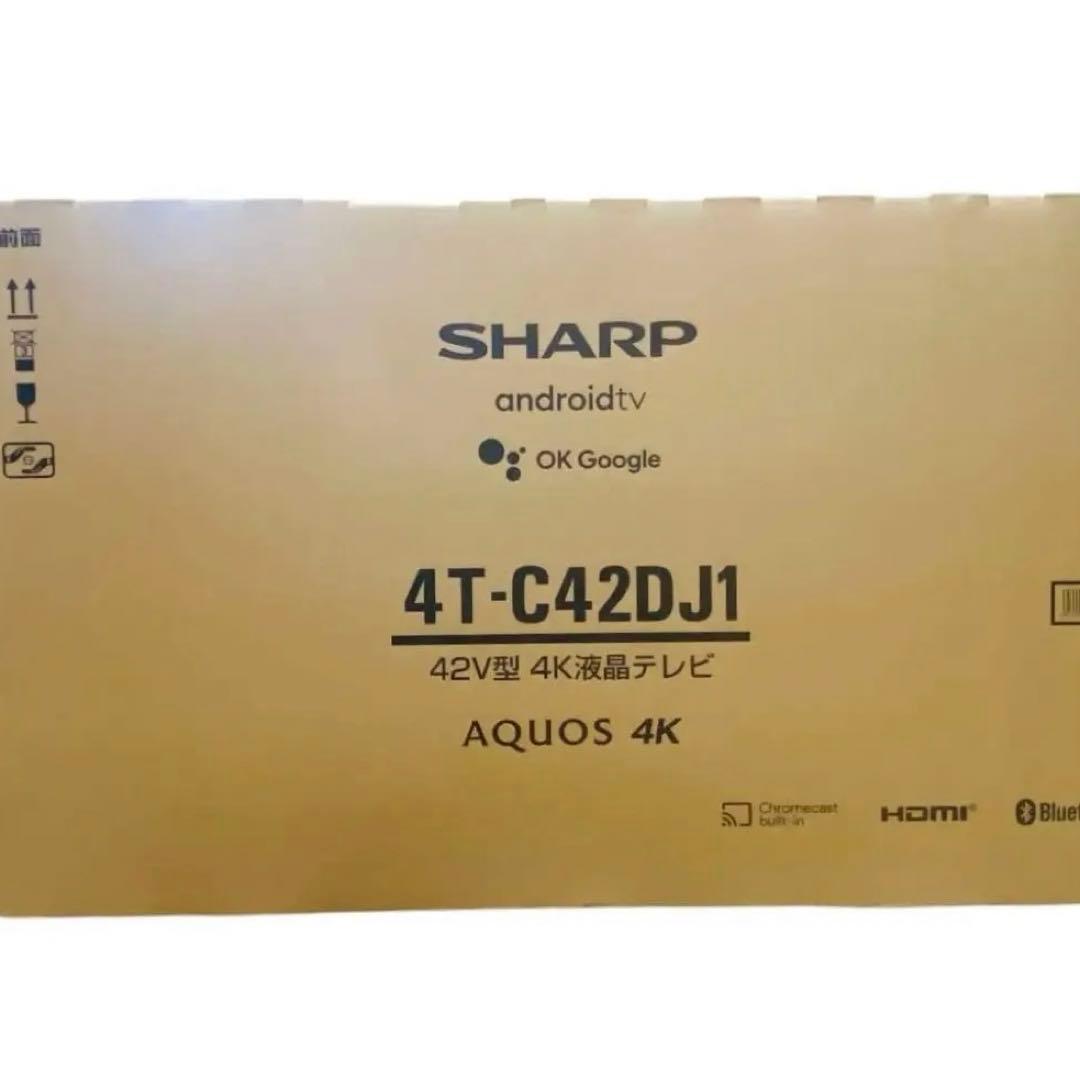 前面
SHARP
androidtv
OK Google
4T-C42DJ1
42V型 4K液晶テレビ
AQUOS 4K
Chromecast
built-in
HDMI®
Bluet